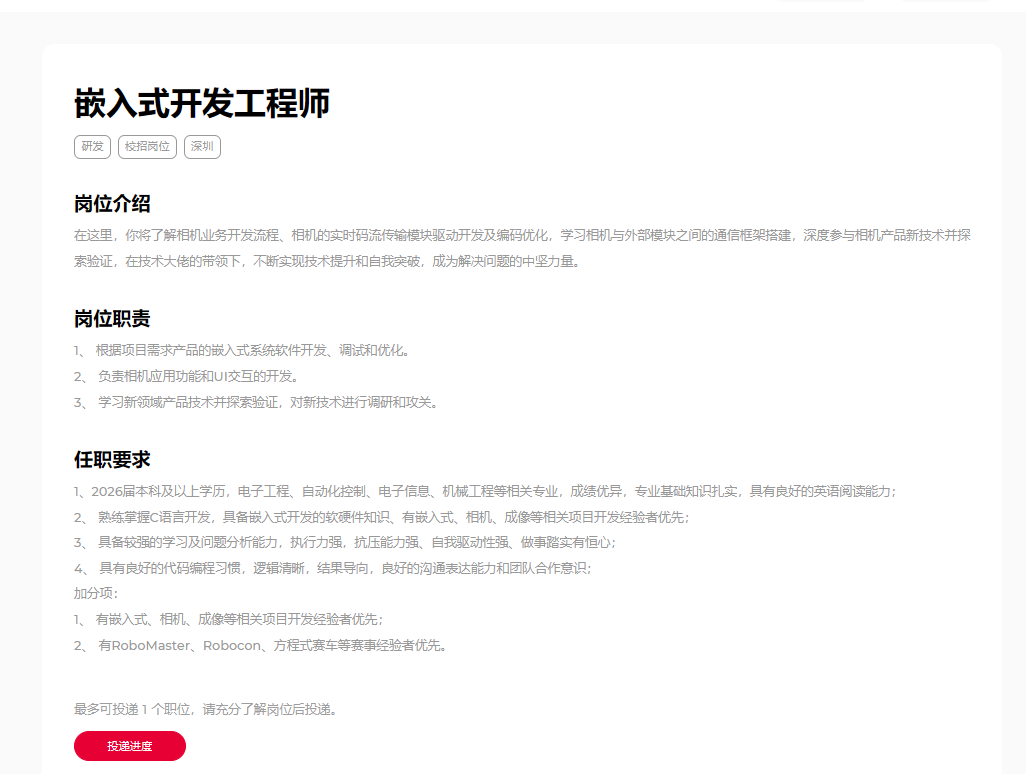 嵌入式开发工程师
研发 校招岗位 深圳
岗位介绍
在这里，你将了解相机业务开发流程、相机的实时码流传输模块驱动开发及编码优化，学习相机与外部模块之间的通信框架搭建，深度参与相机产品新技术并探
索验证，在技术大佬的带领下，不断实现技术提升和自我突破，成为解决问题的中坚力量。
岗位职责
1、 根据项目需求产品的嵌入式系统软件开发、调试和优化。
2、 负责相机应用功能和UI交互的开发。
3、 学习新领域产品技术并探索验证，对新技术进行调研和攻关。
任职要求
1、2026届本科及以上学历，电子工程、自动化控制、电子信息、机械工程等相关专业，成绩优异，专业基础知识扎实，具有良好的英语阅读能力；
2、 熟练掌握C语言开发，具备嵌入式开发的软硬件知识、有嵌入式、相机、成像等相关项目开发经验者优先；
3、 具备较强的学习及问题分析能力，执行力强，抗压能力强、自我驱动性强、做事踏实有恒心；
4、 具有良好的代码编程习惯，逻辑清晰，结果导向，良好的沟通表达能力和团队合作意识；
加分项：
1、 有嵌入式、相机、成像等相关项目开发经验者优先；
2、 有RoboMaster、Robocon、方程式赛车等赛事经验者优先。
最多可投递 1 个职位，请充分了解岗位后投递。
投递进度